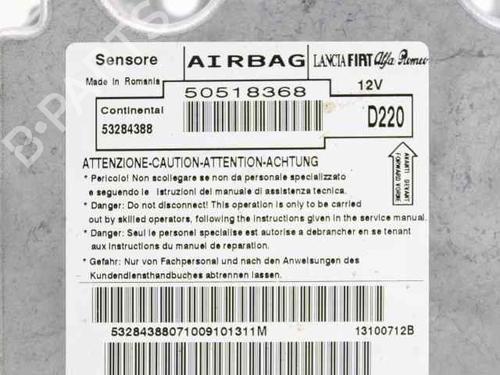 Sensore AIRBAG LANCIA FIAT Alfa Romeo
Made in Romania 50518368 12V
Continental
53284388 D220
AVANTI
FORWARD
ATTENZIONE-CAUTION-ATTENTION-ACHTUNG
* Pericolo! Non scollegare se non da personale specializzato
e seguendo le istruzioni del manuale di assistenza tecnica.
* Danger: Do not disconnect! This operation is only to be carried
out by skilled operators, following the instructions given in the service manual.
* Danger: Seul le personel specialise est autorise a debrancher en se tenant
aux instructions du manuel de reparation.
* Gefahr: Nur von Fachpersonal und nach den Anweisungen des
Kundendiensthandbuches abtrennen lassen.
53284388071009101311M 13100712B
B-PARTS